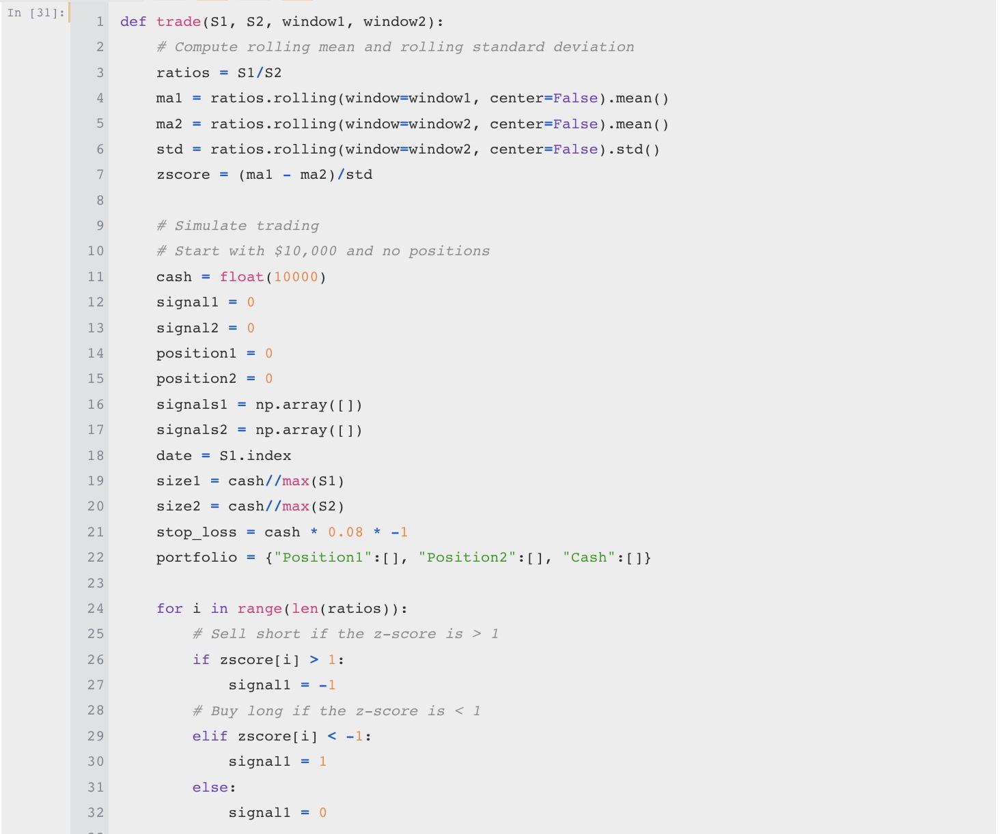 In [31]:
1 def trade(S1, S2, window1, window2):
2     # Compute rolling mean and rolling standard deviation
3     ratios = S1/S2
4     ma1 = ratios.rolling(window=window1, center=False).mean()
5     ma2 = ratios.rolling(window=window2, center=False).mean()
6     std = ratios.rolling(window=window2, center=False).std()
7     zscore = (ma1 - ma2)/std
8
9     # Simulate trading
10     # Start with $10,000 and no positions
11     cash = float(10000)
12     signal1 = 0
13     signal2 = 0
14     position1 = 0
15     position2 = 0
16     signals1 = np.array([])
17     signals2 = np.array([])
18     date = S1.index
19     size1 = cash//max(S1)
20     size2 = cash//max(S2)
21     stop_loss = cash * 0.08 * -1
22     portfolio = {"Position1":[], "Position2":[], "Cash":[]}
23
24     for i in range(len(ratios)):
25         # Sell short if the z-score is > 1
26         if zscore[i] > 1:
27             signal1 = -1
28         # Buy long if the z-score is < 1
29         elif zscore[i] < -1:
30             signal1 = 1
31         else:
32             signal1 = 0